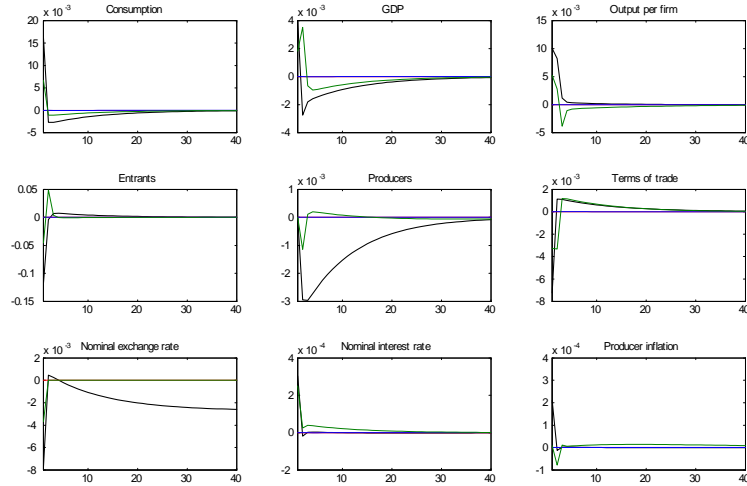 x 10⁻³ Consumption
20
15
10
5
0
-5
10 20 30 40
x 10⁻³ GDP
4
2
0
-2
-4
10 20 30 40
x 10⁻³ Output per firm
15
10
5
0
-5
10 20 30 40
Entrants
0.05
0
-0.05
-0.1
-0.15
10 20 30 40
x 10⁻³ Producers
1
0
-1
-2
-3
10 20 30 40
x 10⁻³ Terms of trade
2
0
-2
-4
-6
-8
10 20 30 40
x 10⁻³ Nominal exchange rate
2
0
-2
-4
-6
-8
10 20 30 40
x 10⁻⁴ Nominal interest rate
4
2
0
-2
10 20 30 40
x 10⁻⁴ Producer inflation
4
3
2
1
0
-1
10 20 30 40